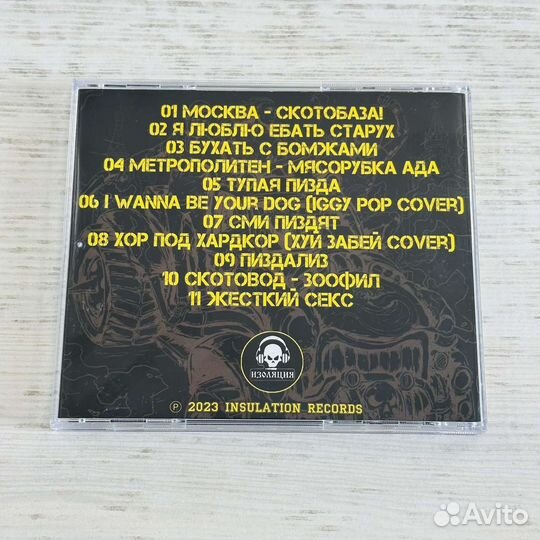 01 МОСКВА - СКОТОБАЗА!
02 Я ЛЮБЛЮ ЕБАТЬ СТАРУХ
03 БУХАТЬ С БОМЖАМИ
04 МЕТРОПОЛИТЕН - МЯСОРУБКА АДА
05 ТУПАЯ ПИЗДА
06 I WANNA BE YOUR DOG (IGGY POP COVER)
07 СМИ ПИЗДЯТ
08 ХОР ПОД ХАРДКОР (ХУЙ ЗАБЕЙ COVER)
09 ПИЗДАЛИЗ
10 СКОТОВОД - ЗООФИЛ
11 ЖЕСТКИЙ СЕКС
ИЗОЛЯЦИЯ
℗ 2023 INSULATION RECORDS
Avito